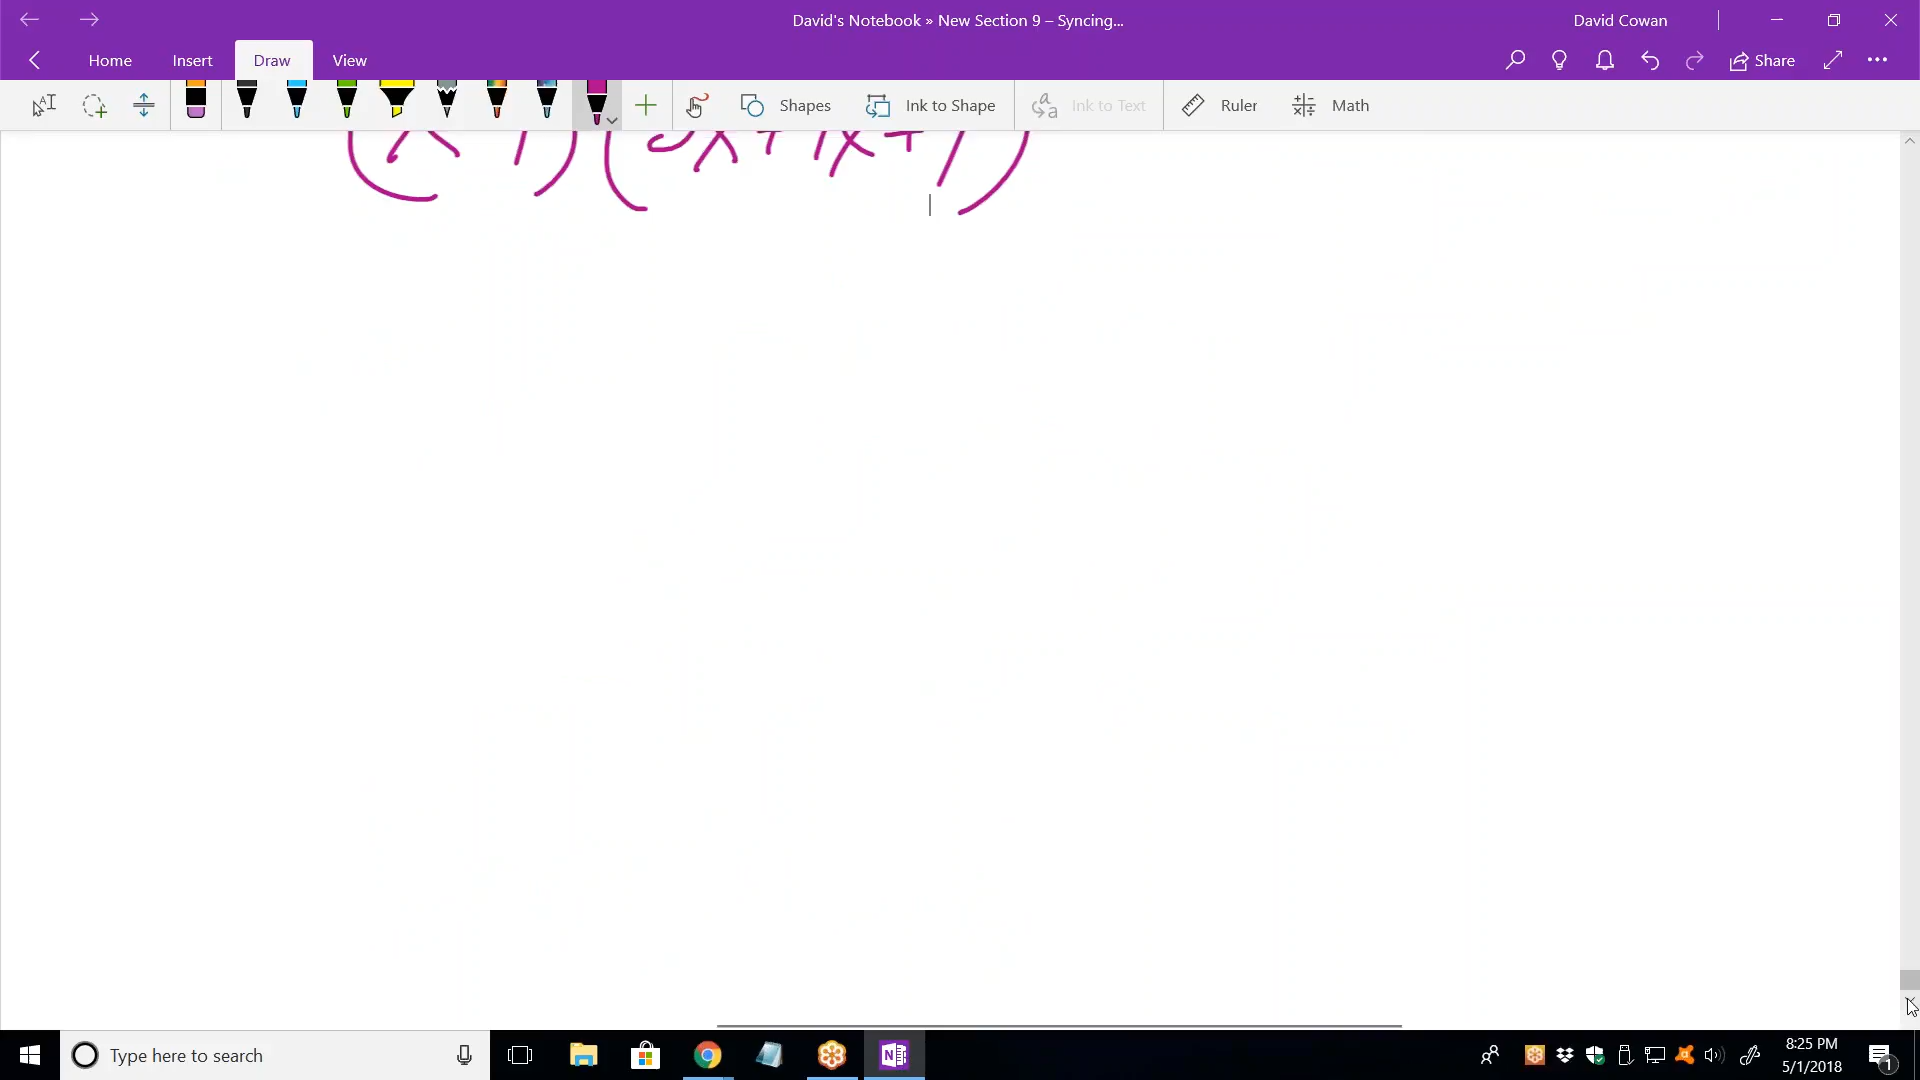 David's Notebook » New Section 9 – Syncing...
David Cowan
Home
Insert
Draw
View
Share
Shapes
Ink to Shape
Ink to Text
Ruler
Math
Type here to search
8:25 PM
5/1/2018
1